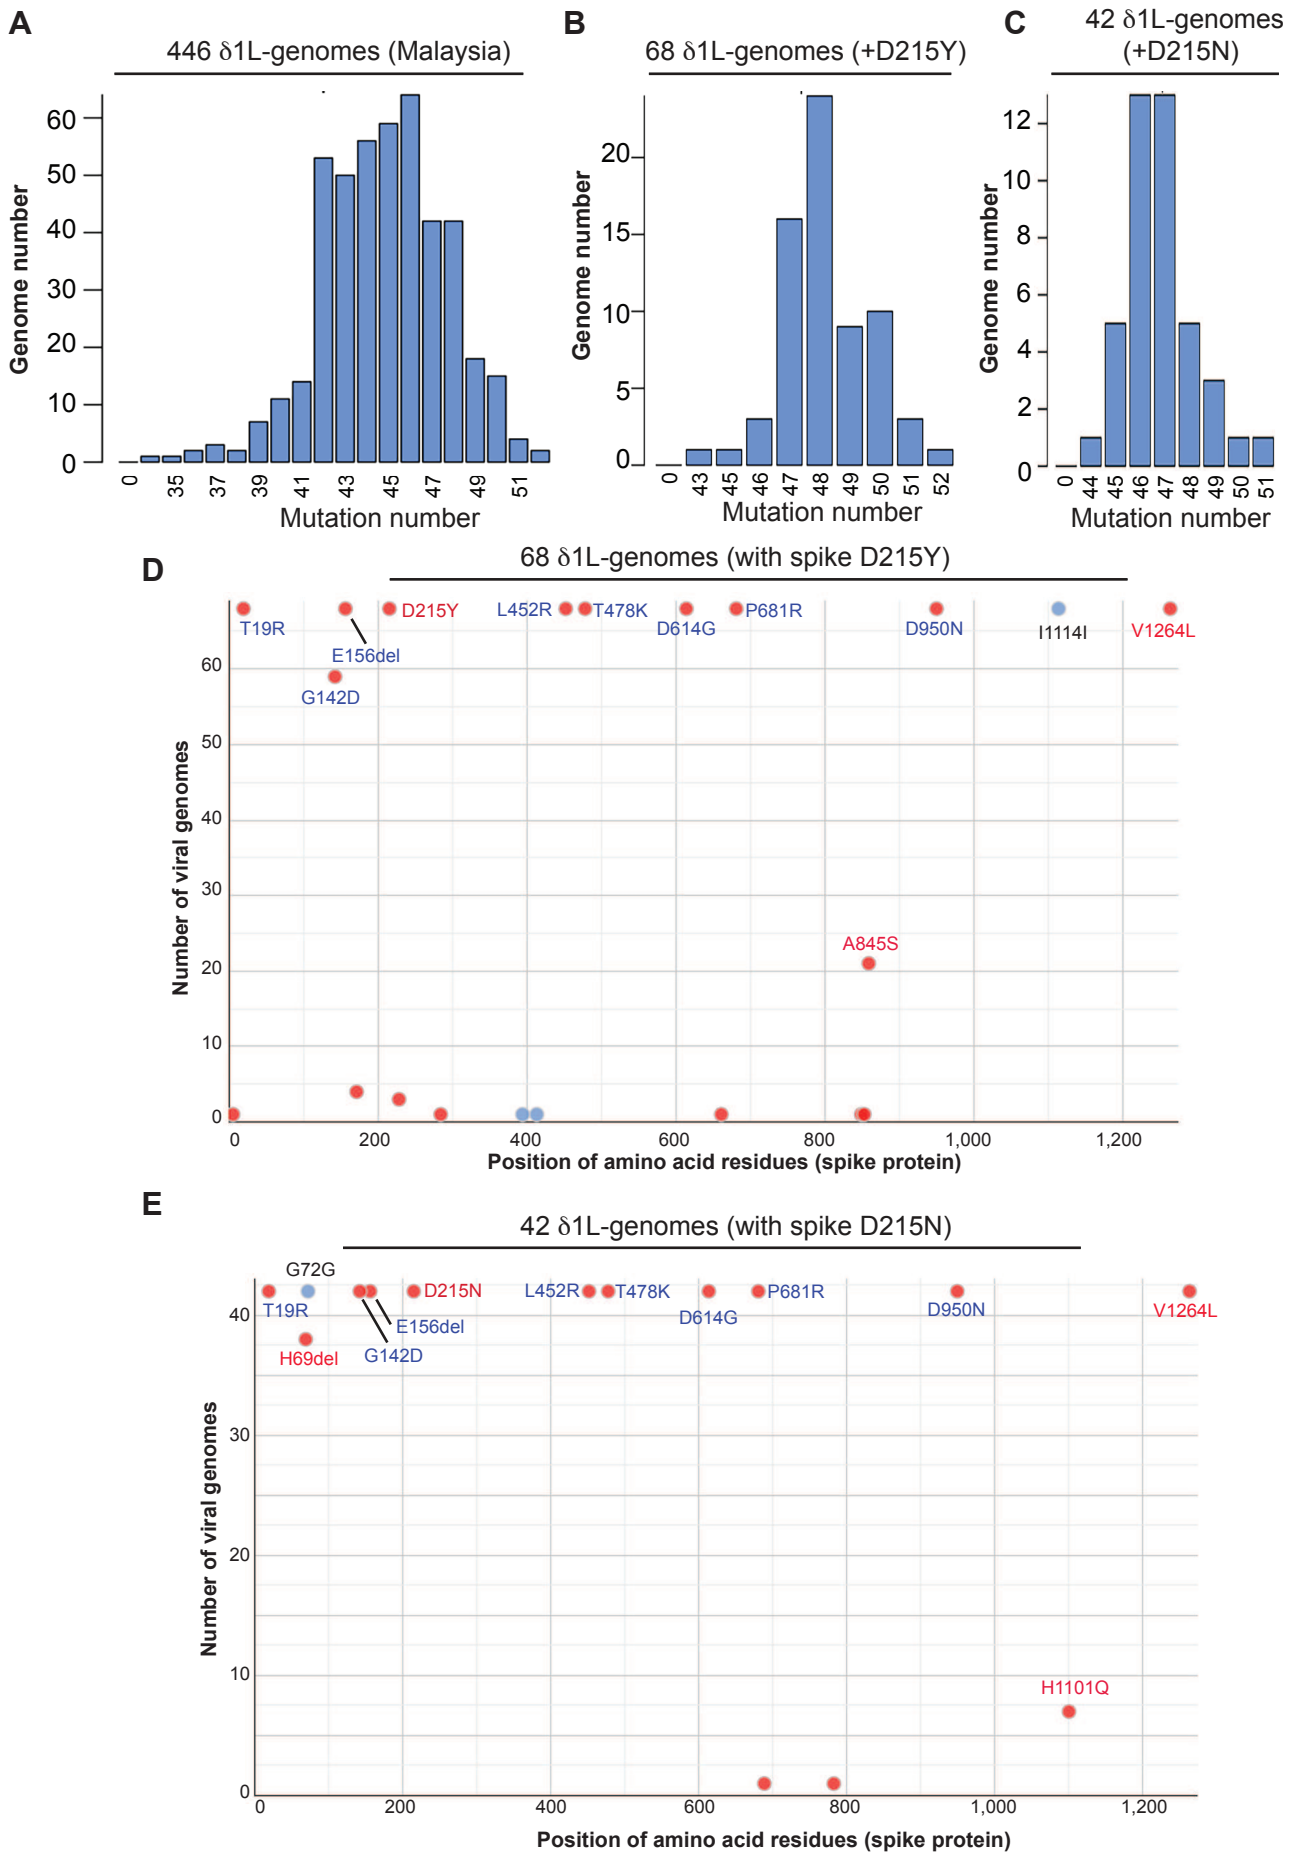 A
446 δ1L-genomes (Malaysia)
Genome number
60
50
40
30
20
10
0
0
35
37
39
41
43
45
47
49
51
Mutation number
B
68 δ1L-genomes (+D215Y)
Genome number
20
15
10
5
0
0
43
45
46
47
48
49
50
51
52
Mutation number
C
42 δ1L-genomes
(+D215N)
Genome number
12
10
8
6
4
2
0
0
44
45
46
47
48
49
50
51
Mutation number
D
68 δ1L-genomes (with spike D215Y)
D215Y
L452R
T478K
P681R
T19R
D614G
D950N
I1114I
V1264L
E156del
G142D
A845S
Number of viral genomes
60
50
40
30
20
10
0
0
200
400
600
800
1,000
1,200
Position of amino acid residues (spike protein)
E
42 δ1L-genomes (with spike D215N)
G72G
D215N
L452R
T478K
P681R
T19R
D614G
D950N
V1264L
E156del
H69del
G142D
H1101Q
Number of viral genomes
40
30
20
10
0
0
200
400
600
800
1,000
1,200
Position of amino acid residues (spike protein)